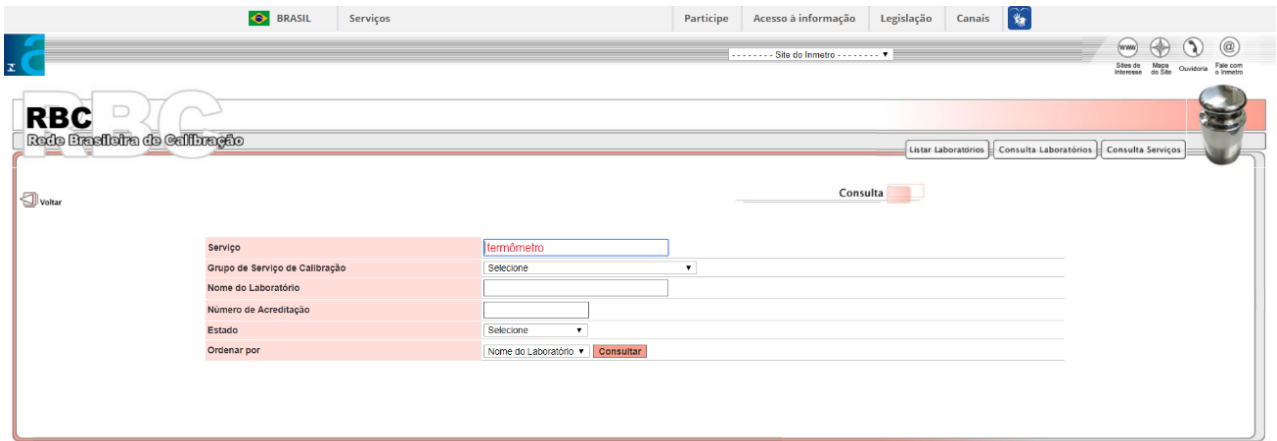 BRASIL Serviços Participe Acesso à informação Legislação Canais
- - - - - - - - Site do Inmetro - - - - - - - -
www @
Sites de Interesse Mapa do Site Ouvidoria Fale com o Inmetro
RBC
Rede Brasileira de Calibração
Listar Laboratórios Consulta Laboratórios Consulta Serviços
Voltar
Consulta
Serviço termômetro
Grupo de Serviço de Calibração Selecione
Nome do Laboratório
Número de Acreditação
Estado Selecione
Ordenar por Nome do Laboratório Consultar